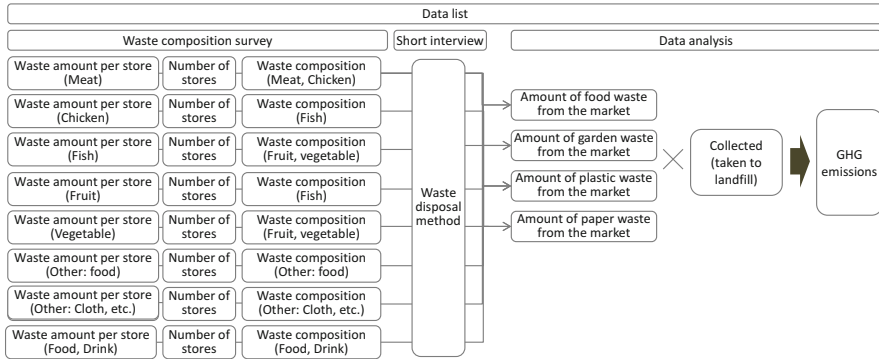 Data list
Waste composition survey
Short interview
Data analysis
Waste amount per store
(Meat)
Number of
stores
Waste composition
(Meat, Chicken)
Waste amount per store
(Chicken)
Number of
stores
Waste composition
(Fish)
Waste amount per store
(Fish)
Number of
stores
Waste composition
(Fruit, vegetable)
Waste amount per store
(Fruit)
Number of
stores
Waste composition
(Fish)
Waste amount per store
(Vegetable)
Number of
stores
Waste composition
(Fruit, vegetable)
Waste amount per store
(Other: food)
Number of
stores
Waste composition
(Other: food)
Waste amount per store
(Other: Cloth, etc.)
Number of
stores
Waste composition
(Other: Cloth, etc.)
Waste amount per store
(Food, Drink)
Number of
stores
Waste composition
(Food, Drink)
Waste
disposal
method
Amount of food waste
from the market
Amount of garden waste
from the market
Amount of plastic waste
from the market
Amount of paper waste
from the market
Collected
(taken to
landfill)
GHG
emissions